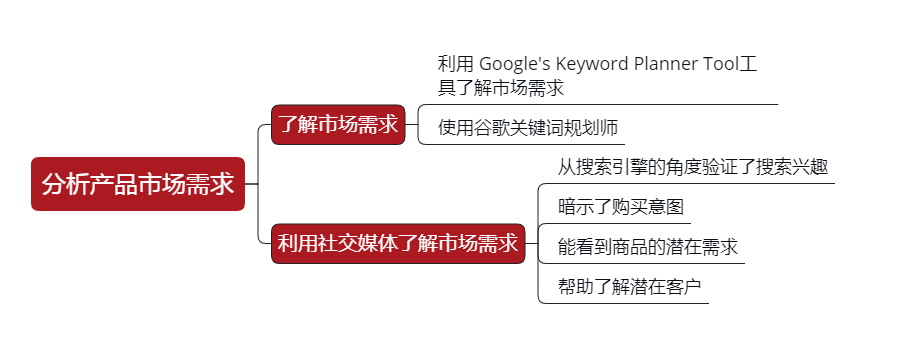 分析产品市场需求
了解市场需求
利用 Google's Keyword Planner Tool工
具了解市场需求
使用谷歌关键词规划师
利用社交媒体了解市场需求
从搜索引擎的角度验证了搜索兴趣
暗示了购买意图
能看到商品的潜在需求
帮助了解潜在客户